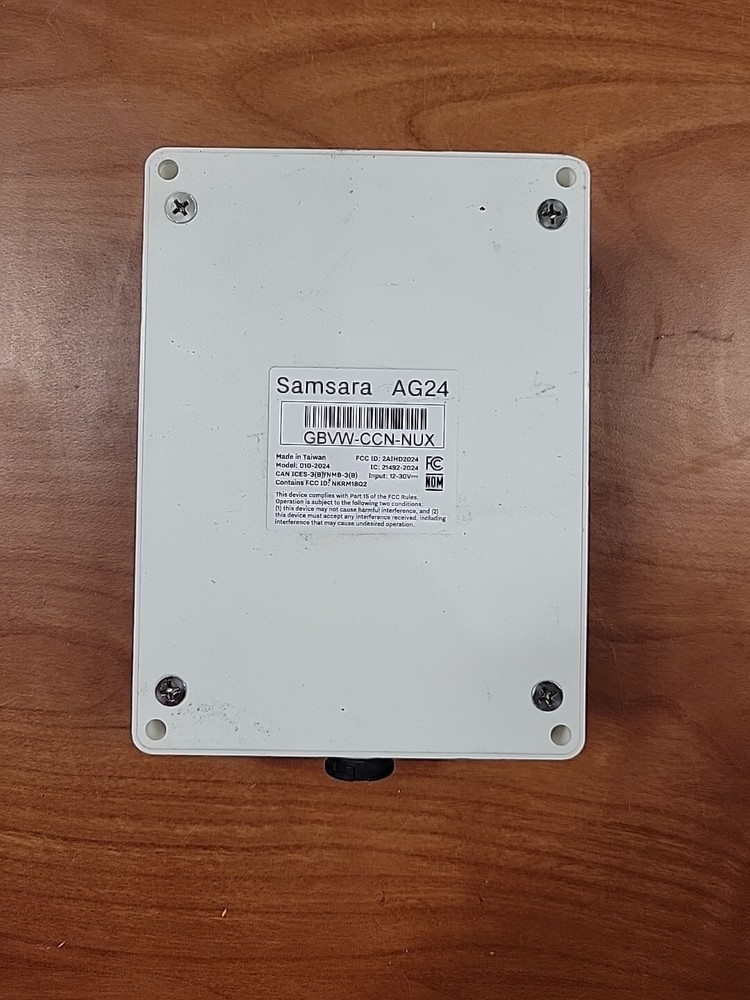 Samsara AG24
GBVW-CCN-NUX
Made in Taiwan FCC ID: 2AIHD2024
Model: 010-2024 IC: 21492-2024
CAN ICES-3(B)/NMB-3(B) Input: 12-30V⎓
Contains FCC ID: NKRM18Q2
FC
NOM
This device complies with Part 15 of the FCC Rules.
Operation is subject to the following two conditions:
(1) this device may not cause harmful interference, and (2)
this device must accept any interference received, including
interference that may cause undesired operation.